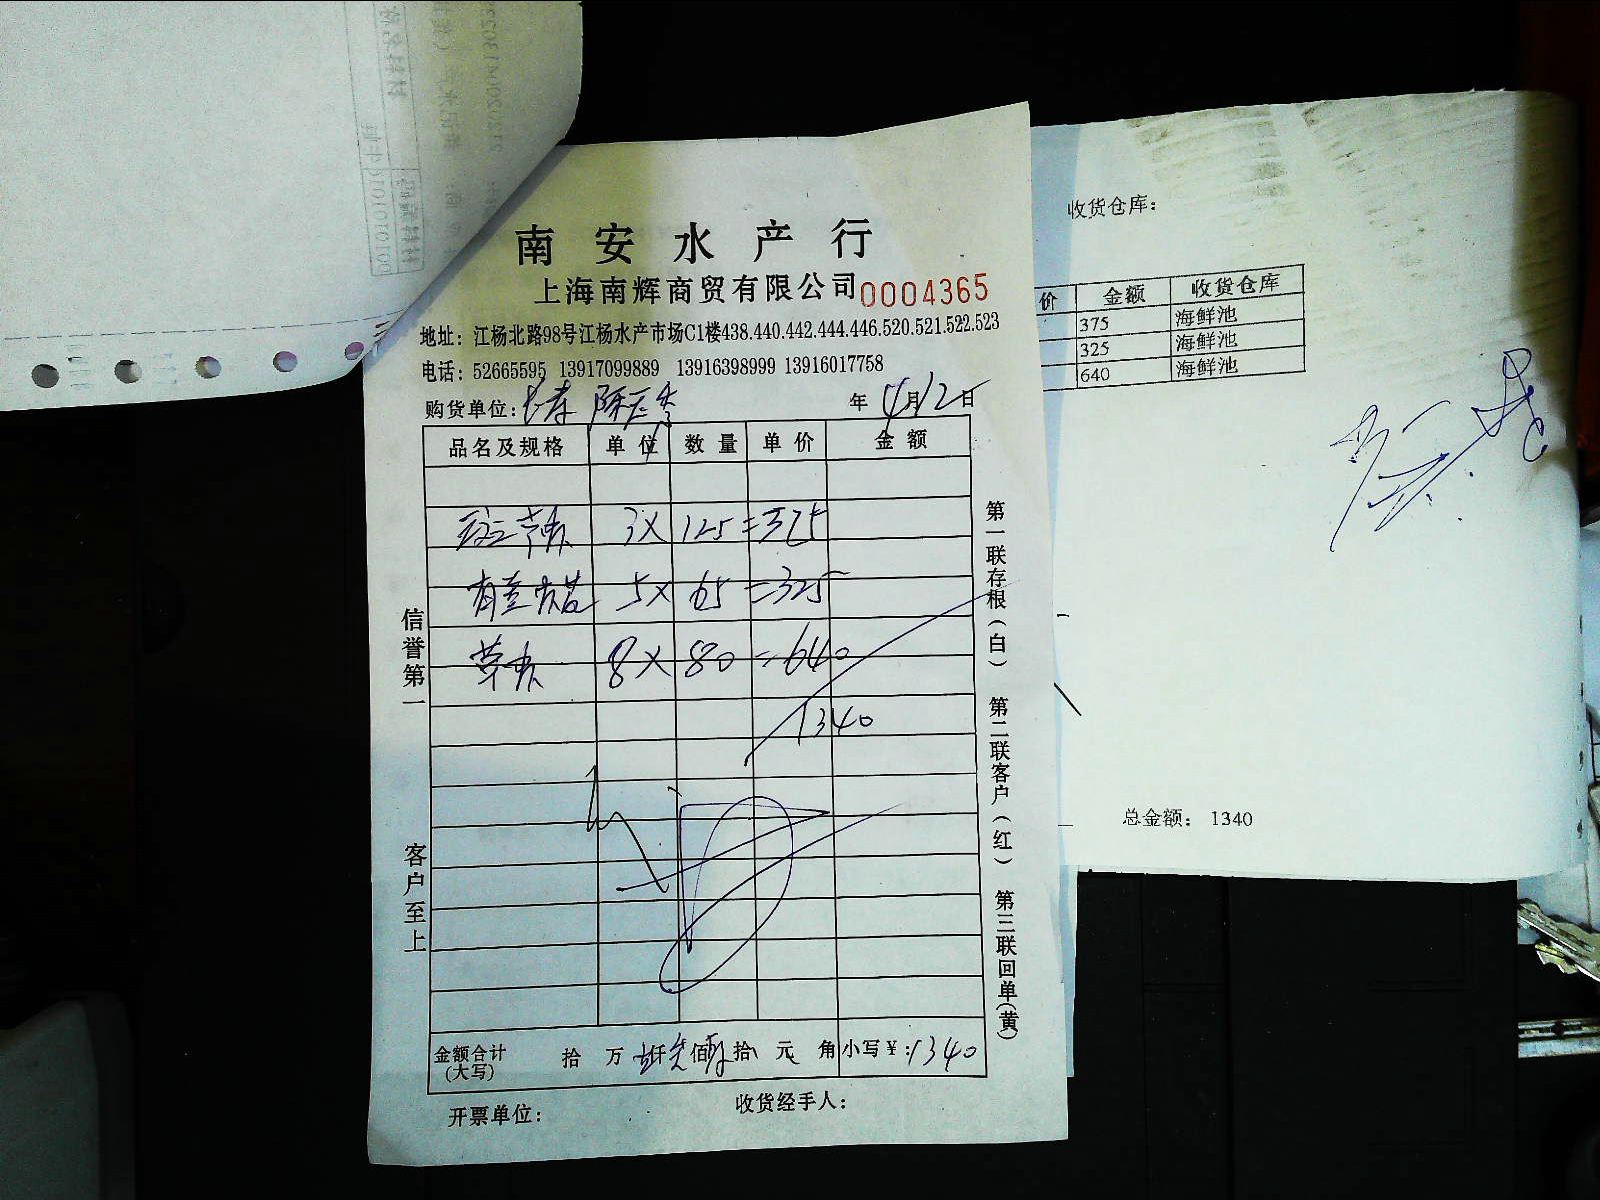 南安水产行
上海南辉商贸有限公司 0004365
地址：江杨北路98号江杨水产市场C1楼438.440.442.444.446.520.521.522.523
电话：52665595 13917099889 13916398999 13916017758
购货单位： 年 4月12日
品名及规格 单位 数量 单价 金额
3 × 125 = 375
5 × 65 = 325
8 × 80 = 640
1340
金额合计(大写) 拾 万 仟 佰 拾 元 角 小写￥：1340
开票单位： 收货经手人：
信誉第一 客户至上
第一联存根(白) 第二联客户(红) 第三联回单(黄)
收货仓库：
价 金额 收货仓库
375 海鲜池
325 海鲜池
640 海鲜池
总金额： 1340